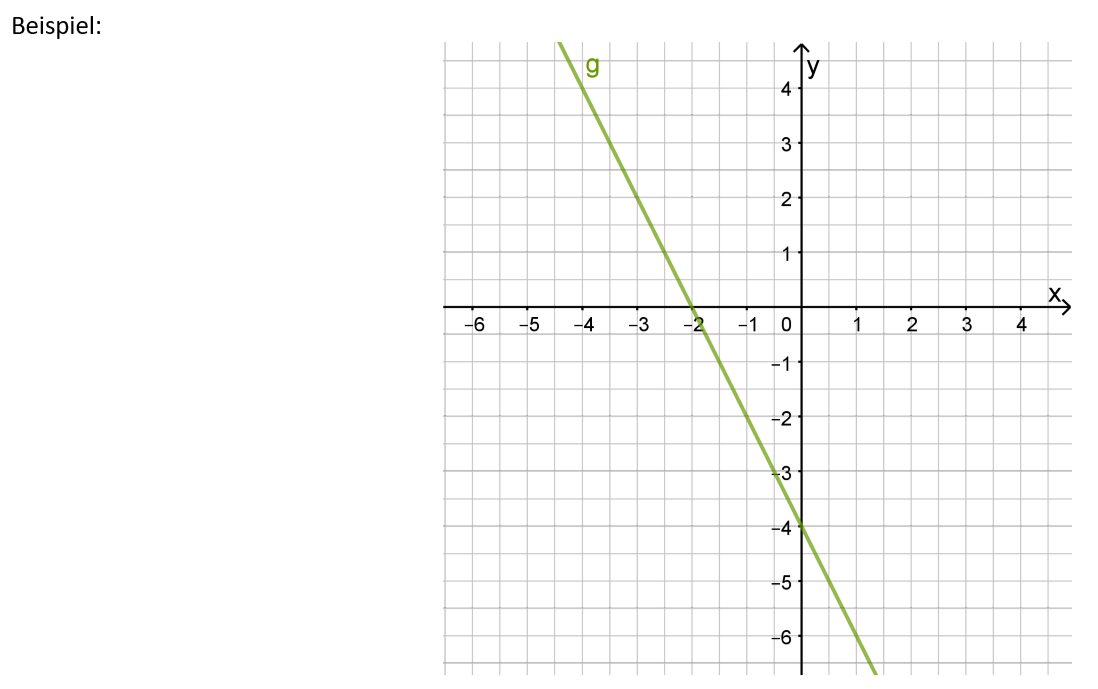 Beispiel:
g
y
4
3
2
1
x
–6 –5 –4 –3 –2 –1 0 1 2 3 4
–1
–2
–3
–4
–5
–6